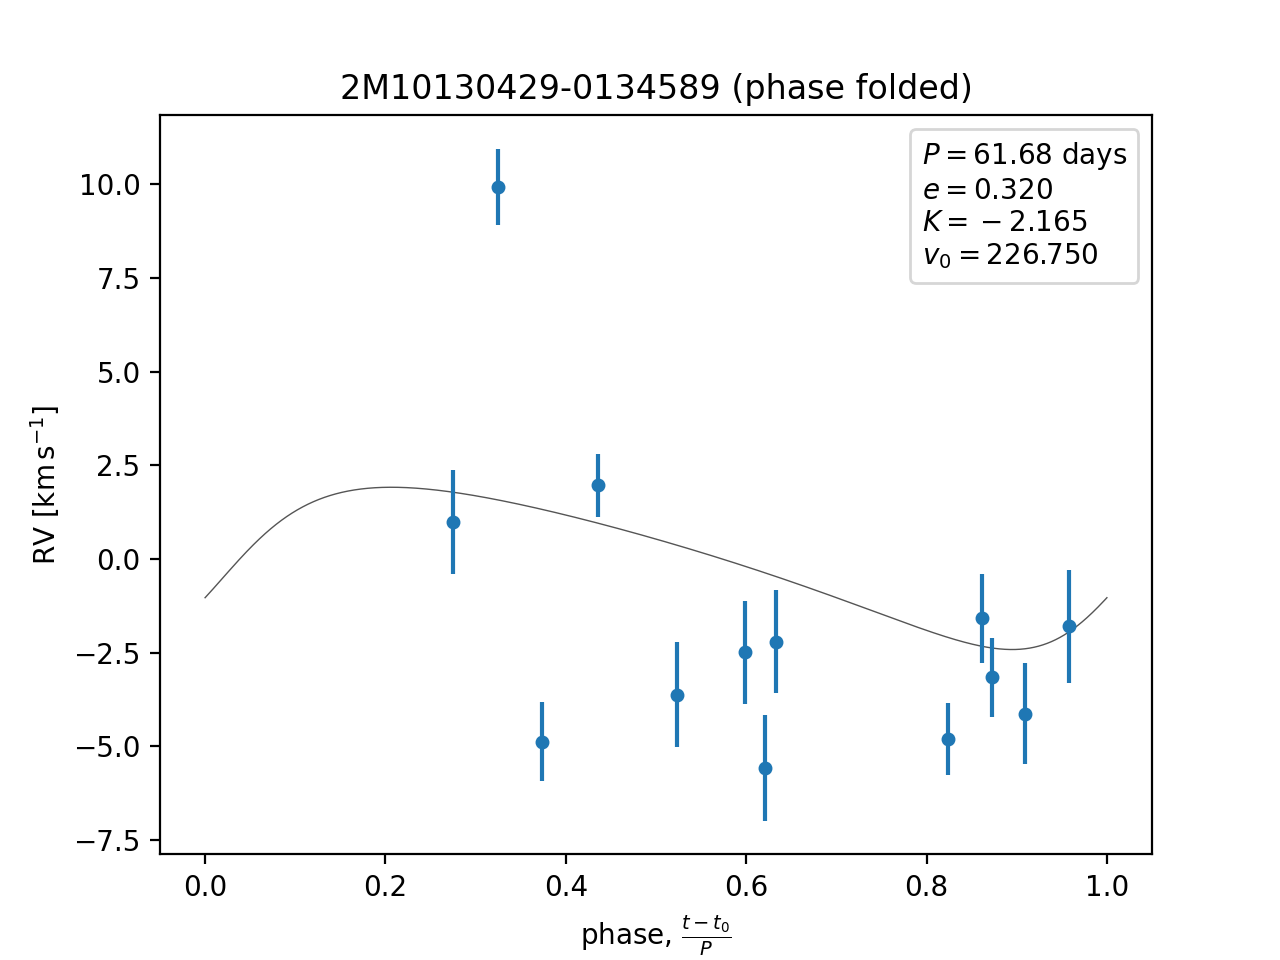 2M10130429-0134589 (phase folded)
P = 61.68 days
e = 0.320
K = −2.165
v₀ = 226.750
10.0
7.5
5.0
2.5
0.0
−2.5
−5.0
−7.5
RV [km s⁻¹]
0.0 0.2 0.4 0.6 0.8 1.0
phase, (t − t₀)/P